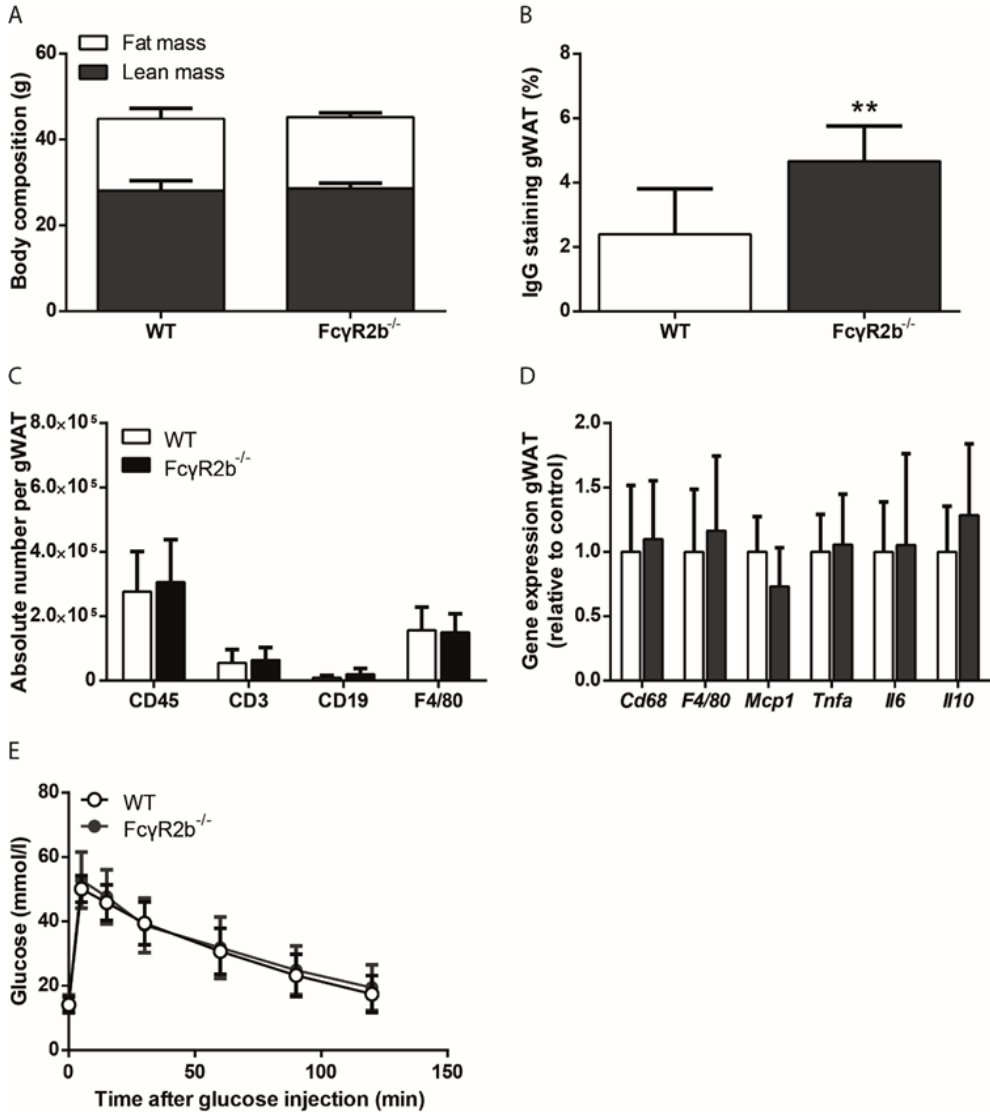 A
Fat mass
Lean mass
Body composition (g)
60
40
20
0
WT
FcγR2b-/-
B
IgG staining gWAT (%)
8
6
4
2
0
**
WT
FcγR2b-/-
C
Absolute number per gWAT
8.0×10⁵
6.0×10⁵
4.0×10⁵
2.0×10⁵
0
WT
FcγR2b-/-
CD45 CD3 CD19 F4/80
D
Gene expression gWAT
(relative to control)
2.0
1.5
1.0
0.5
0.0
Cd68 F4/80 Mcp1 Tnfa Il6 Il10
E
Glucose (mmol/l)
80
60
40
20
0
WT
FcγR2b-/-
0 50 100 150
Time after glucose injection (min)